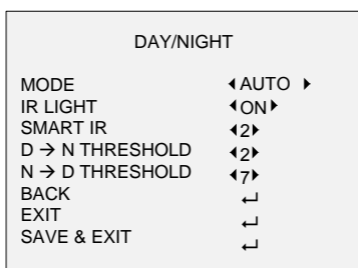 DAY/NIGHT
MODE AUTO
IR LIGHT ON
SMART IR 2
D → N THRESHOLD 2
N → D THRESHOLD 7
BACK ↵
EXIT ↵
SAVE & EXIT ↵